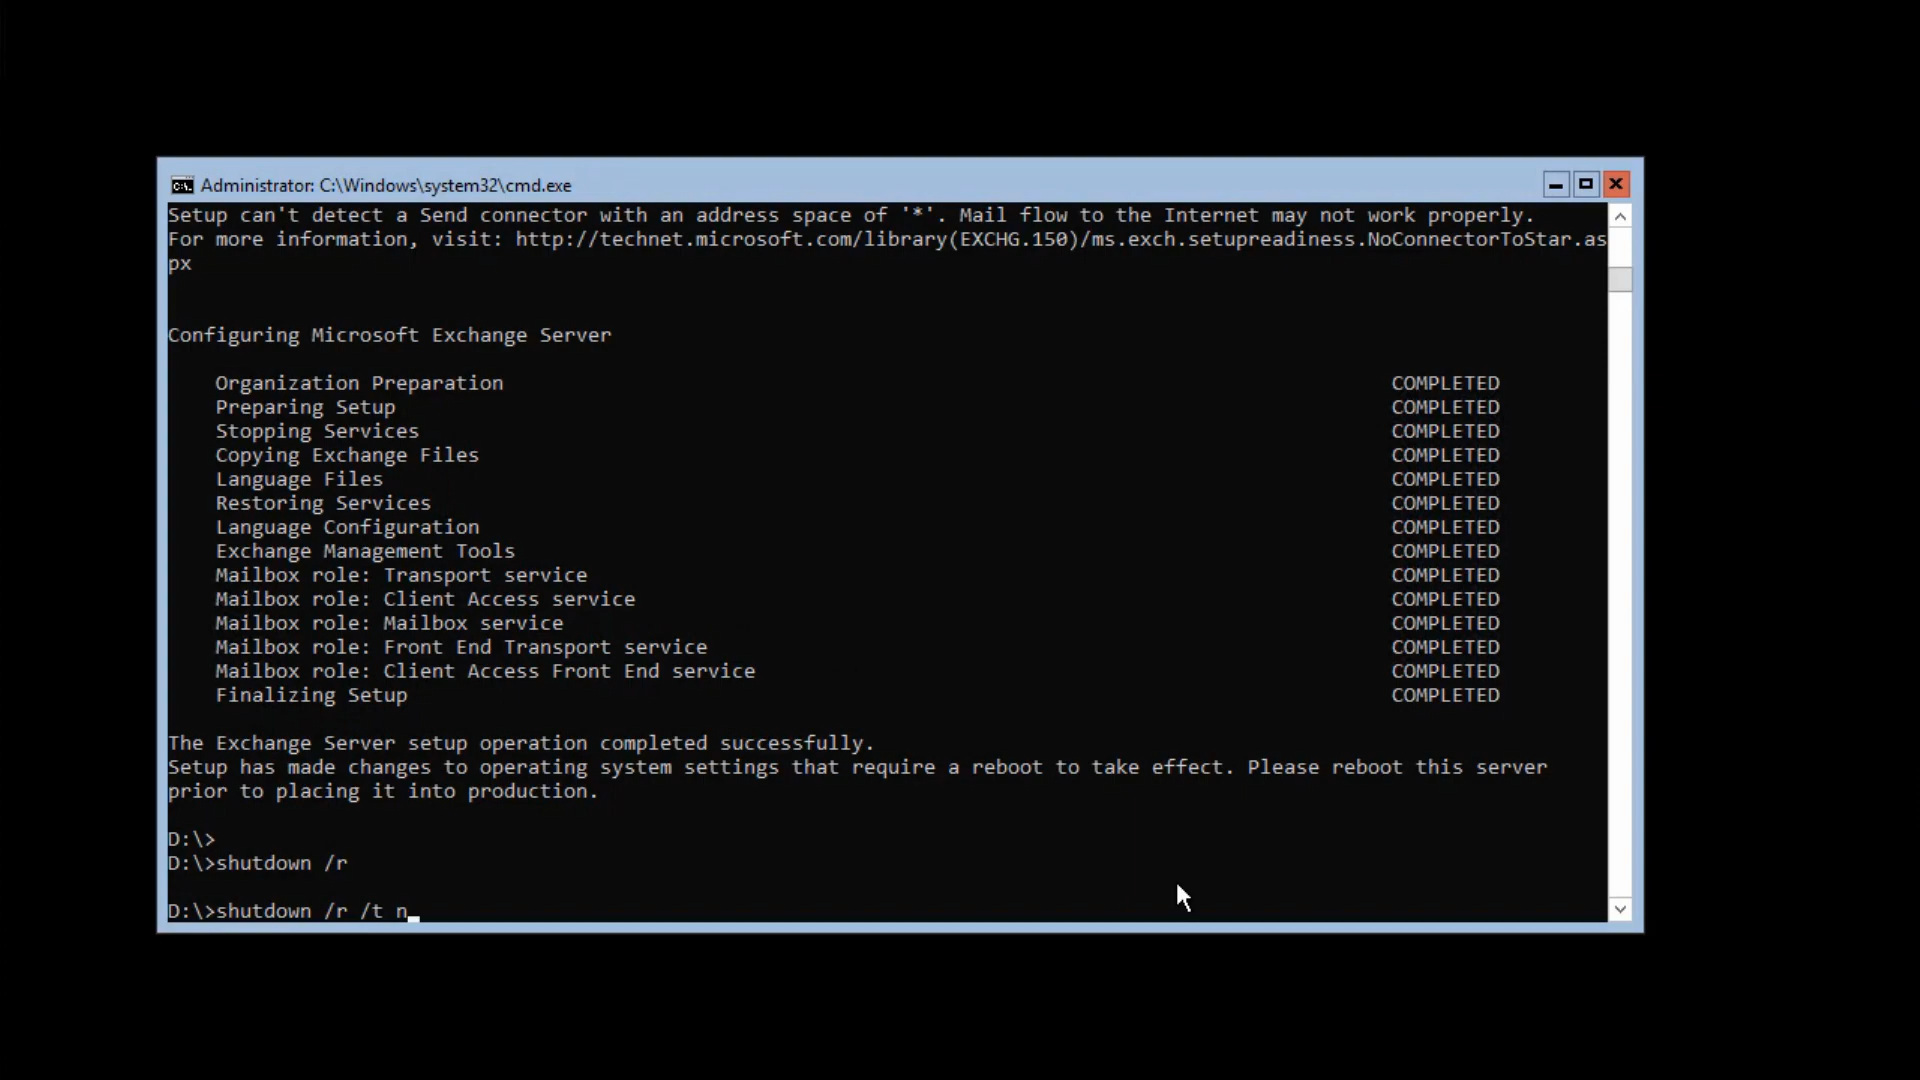 Administrator: C:\Windows\system32\cmd.exe
Setup can't detect a Send connector with an address space of '*'. Mail flow to the Internet may not work properly.
For more information, visit: http://technet.microsoft.com/library(EXCHG.150)/ms.exch.setupreadiness.NoConnectorToStar.as
px
Configuring Microsoft Exchange Server
Organization Preparation COMPLETED
Preparing Setup COMPLETED
Stopping Services COMPLETED
Copying Exchange Files COMPLETED
Language Files COMPLETED
Restoring Services COMPLETED
Language Configuration COMPLETED
Exchange Management Tools COMPLETED
Mailbox role: Transport service COMPLETED
Mailbox role: Client Access service COMPLETED
Mailbox role: Mailbox service COMPLETED
Mailbox role: Front End Transport service COMPLETED
Mailbox role: Client Access Front End service COMPLETED
Finalizing Setup COMPLETED
The Exchange Server setup operation completed successfully.
Setup has made changes to operating system settings that require a reboot to take effect. Please reboot this server
prior to placing it into production.
D:\>
D:\>shutdown /r
D:\>shutdown /r /t n